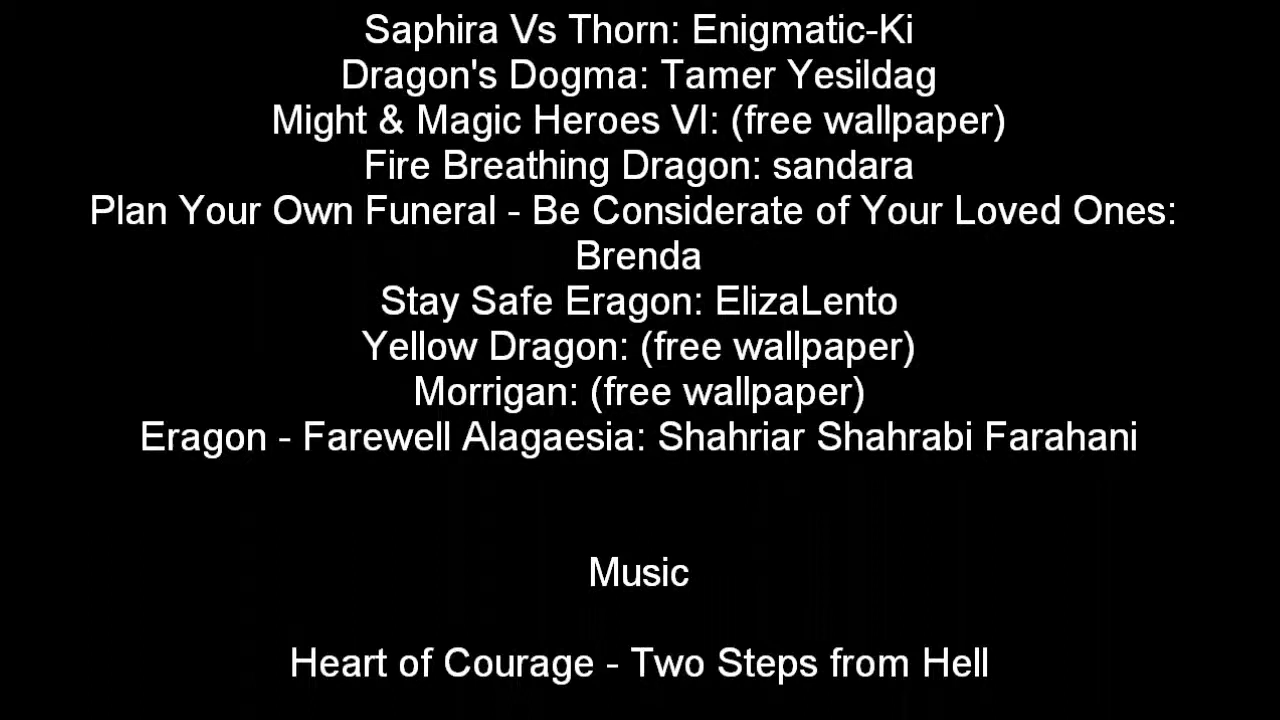 Saphira Vs Thorn: Enigmatic-Ki
Dragon's Dogma: Tamer Yesildag
Might & Magic Heroes VI: (free wallpaper)
Fire Breathing Dragon: sandara
Plan Your Own Funeral - Be Considerate of Your Loved Ones:
Brenda
Stay Safe Eragon: ElizaLento
Yellow Dragon: (free wallpaper)
Morrigan: (free wallpaper)
Eragon - Farewell Alagaesia: Shahriar Shahrabi Farahani
Music
Heart of Courage - Two Steps from Hell